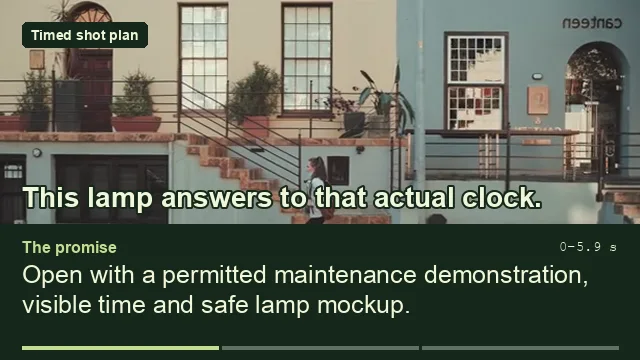 canteen
Timed shot plan
This lamp answers to that actual clock.
The promise
0–5.9 s
Open with a permitted maintenance demonstration,
visible time and safe lamp mockup.